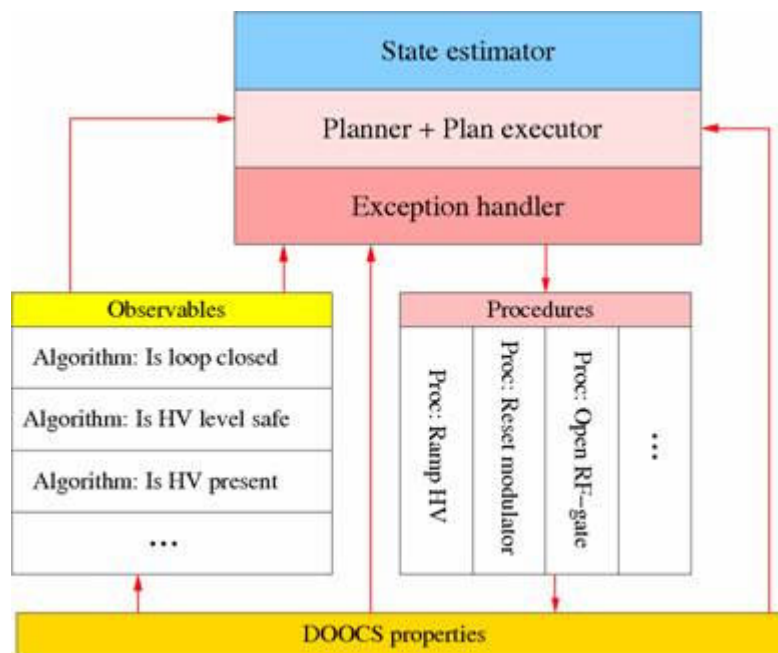 State estimator
Planner + Plan executor
Exception handler
Observables
Algorithm: Is loop closed
Algorithm: Is HV level safe
Algorithm: Is HV present
...
Procedures
Proc: Ramp HV
Proc: Reset modulator
Proc: Open RF-gate
...
DOOCS properties